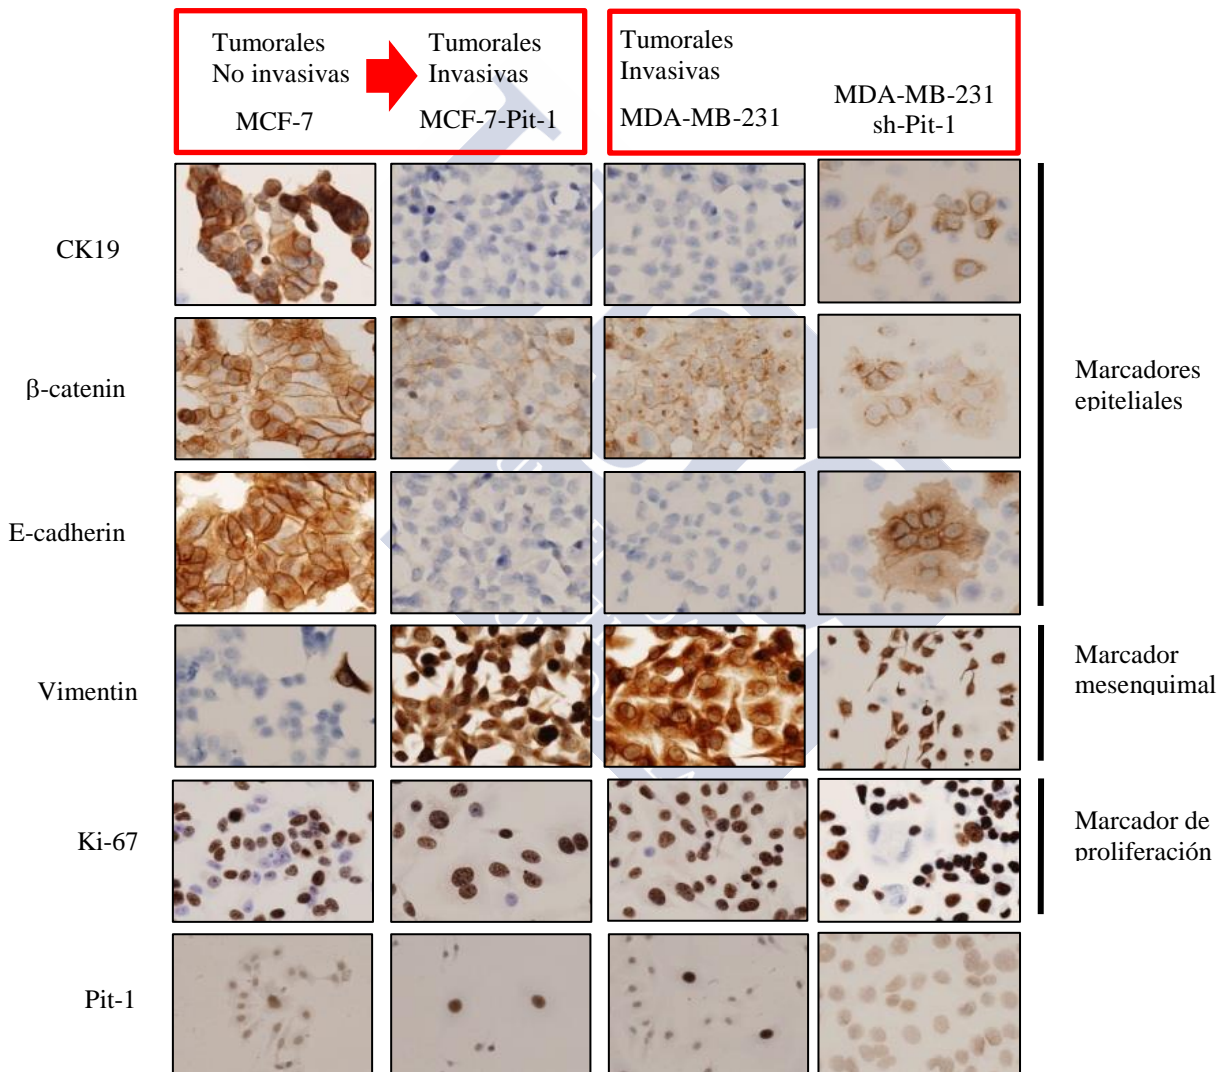 Tumorales
No invasivas
MCF-7
Tumorales
Invasivas
MCF-7-Pit-1
Tumorales
Invasivas
MDA-MB-231
MDA-MB-231
sh-Pit-1
CK19
β-catenin
E-cadherin
Marcadores
epiteliales
Vimentin
Marcador
mesenquimal
Ki-67
Marcador de
proliferación
Pit-1